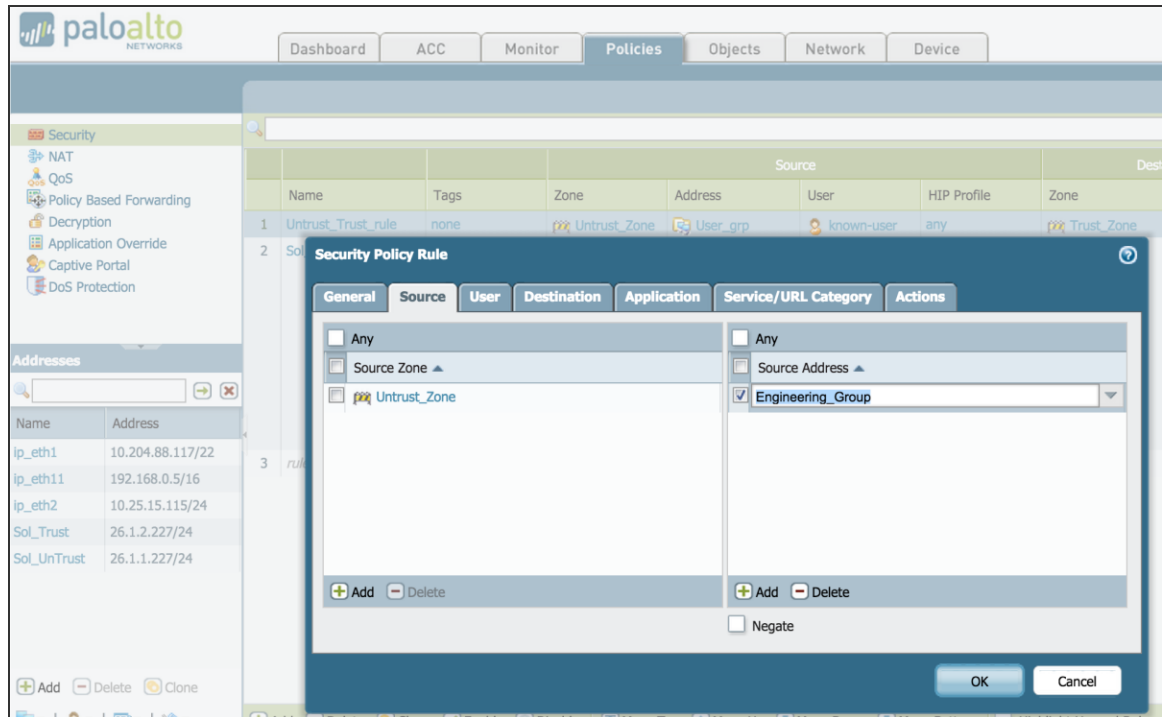 paloalto
NETWORKS
Dashboard ACC Monitor Policies Objects Network Device
Security
NAT
QoS
Policy Based Forwarding
Decryption
Application Override
Captive Portal
DoS Protection
Source
Dest
Name Tags Zone Address User HIP Profile Zone
1 Untrust_Trust_rule none Untrust_Zone User_grp known-user any Trust_Zone
2 Sol
3 rule
Addresses
Name Address
ip_eth1 10.204.88.117/22
ip_eth11 192.168.0.5/16
ip_eth2 10.25.15.115/24
Sol_Trust 26.1.2.227/24
Sol_UnTrust 26.1.1.227/24
Add Delete Clone
Security Policy Rule
General Source User Destination Application Service/URL Category Actions
Any
Source Zone
Untrust_Zone
Add Delete
Any
Source Address
Engineering_Group
Add Delete
Negate
OK Cancel